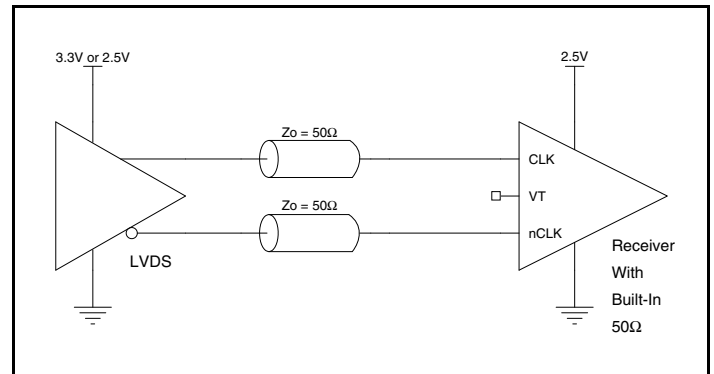 3.3V or 2.5V
2.5V
Zo = 50Ω
CLK
VT
Zo = 50Ω
nCLK
LVDS
Receiver
With
Built-In
50Ω